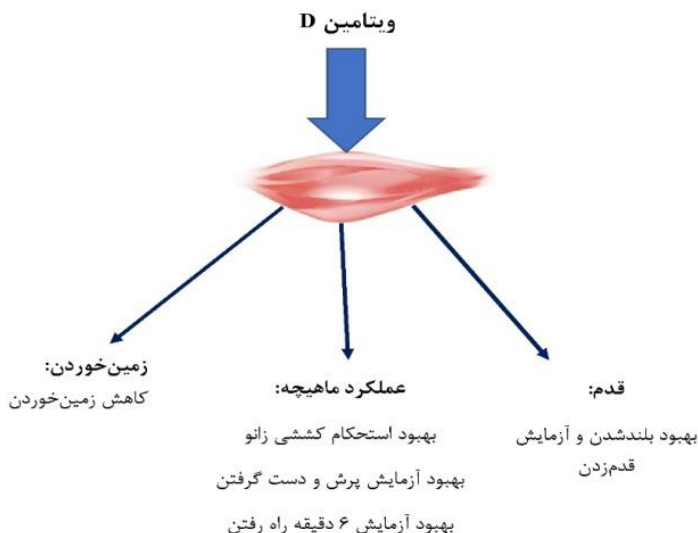 ویتامین D
قدم:
بهبود بلندشدن و آزمایش
قدم‌زدن
عملکرد ماهیچه:
بهبود استحکام کششی زانو
بهبود آزمایش پرش و دست گرفتن
بهبود آزمایش ۶ دقیقه راه رفتن
زمین‌خوردن:
کاهش زمین‌خوردن